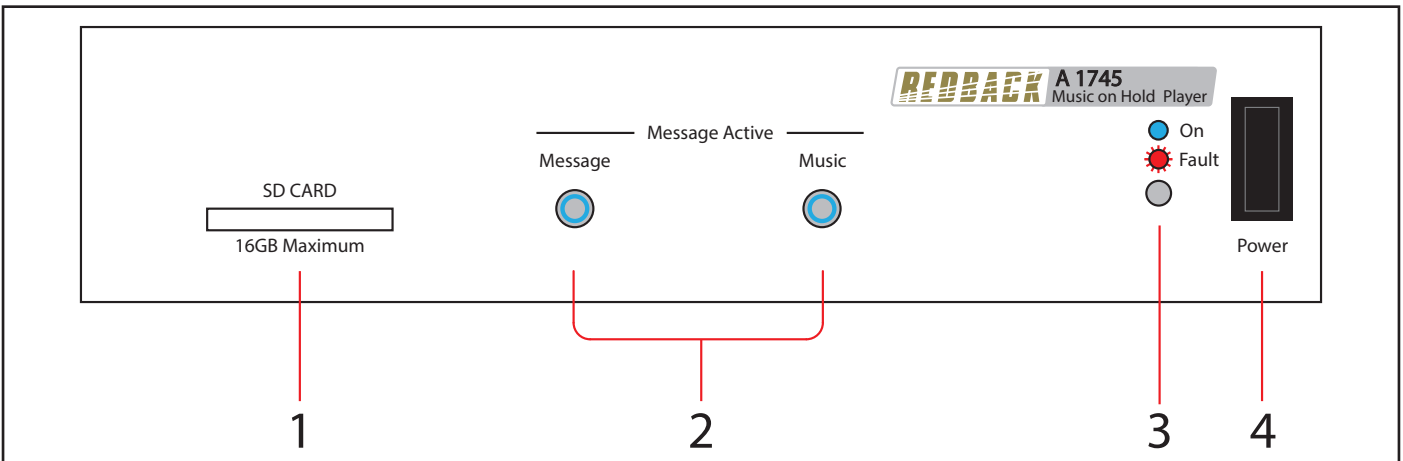 REDBACK A 1745
Music on Hold Player
Message Active
On
Message
Music
Fault
SD CARD
16GB Maximum
Power
1
2
3
4